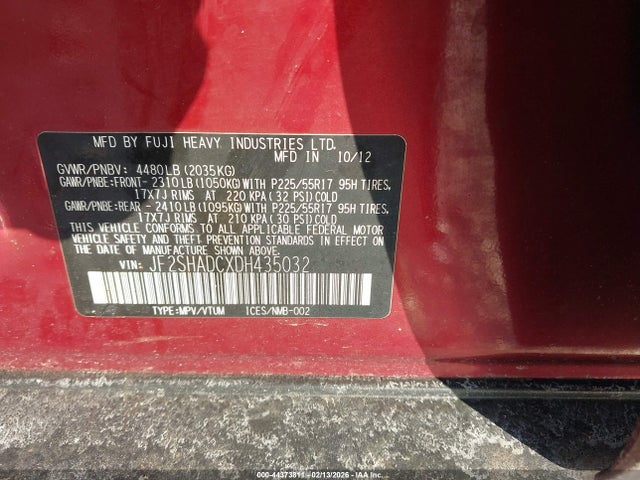 MFD BY FUJI HEAVY INDUSTRIES LTD.
MFD IN 10/12
GVWR/PNBV: 4480LB (2035KG)
GAWR/PNBE:FRONT- 2310LB(1050KG) WITH P225/55R17 95H TIRES.
17X7J RIMS AT 220 KPA (32 PSI) COLD
GAWR/PNBE:REAR - 2410LB(1095KG) WITH P225/55R17 95H TIRES.
17X7J RIMS AT 210 KPA (30 PSI) COLD
THIS VEHICLE CONFORMS TO ALL APPLICABLE FEDERAL MOTOR
VEHICLE SAFETY AND THEFT PREVENTION STANDARDS
IN EFFECT ON THE DATE OF MANUFACTURE SHOWN
ABOVE.
VIN: JF2SHADCXDH435032
TYPE:MPV/VTUM ICES/NMB-002
000-44373811 - 02/13/2026 - IAA Inc.